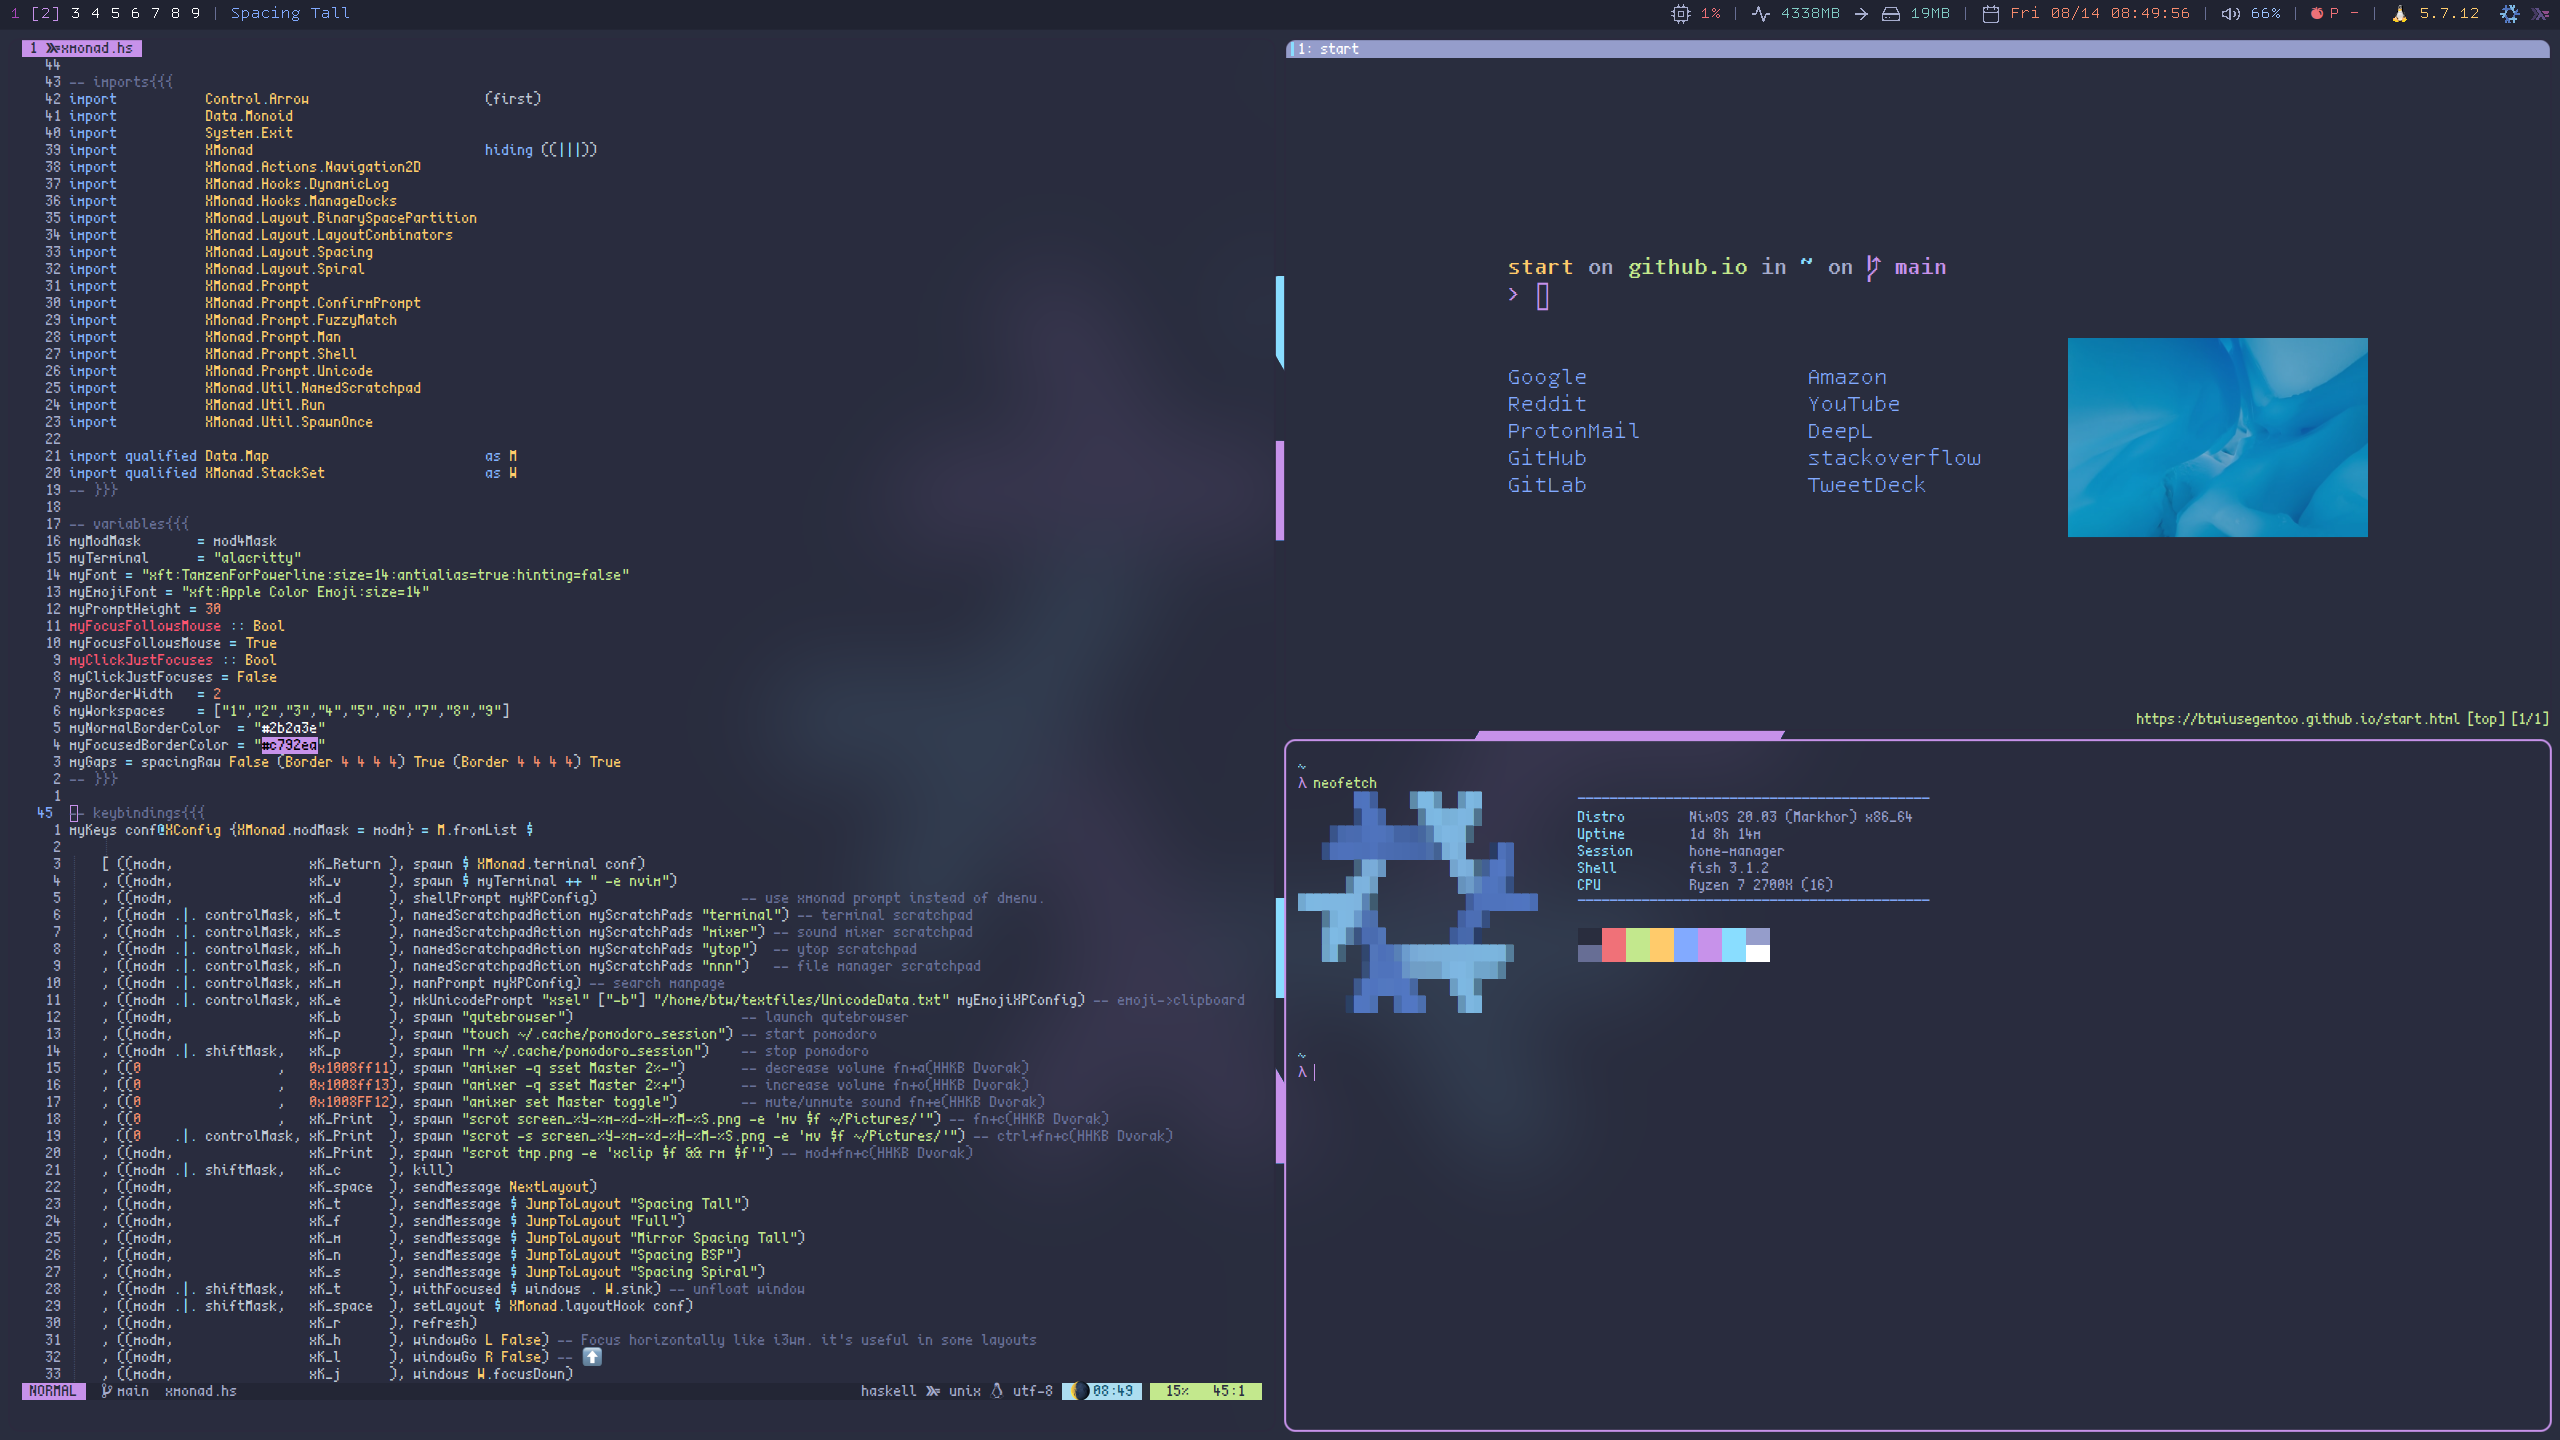 1 [2] 3 4 5 6 7 8 9 | Spacing Tall
1% | 4338MB → 19MB | Fri 08/14 08:49:56 | 66% | P - | 5.7.12
1 xmonad.hs
44
43 -- imports{{{
42 import Control.Arrow (first)
41 import Data.Monoid
40 import System.Exit
39 import XMonad hiding ((|||))
38 import XMonad.Actions.Navigation2D
37 import XMonad.Hooks.DynamicLog
36 import XMonad.Hooks.ManageDocks
35 import XMonad.Layout.BinarySpacePartition
34 import XMonad.Layout.LayoutCombinators
33 import XMonad.Layout.Spacing
32 import XMonad.Layout.Spiral
31 import XMonad.Prompt
30 import XMonad.Prompt.ConfirmPrompt
29 import XMonad.Prompt.FuzzyMatch
28 import XMonad.Prompt.Man
27 import XMonad.Prompt.Shell
26 import XMonad.Prompt.Unicode
25 import XMonad.Util.NamedScratchpad
24 import XMonad.Util.Run
23 import XMonad.Util.SpawnOnce
22
21 import qualified Data.Map as M
20 import qualified XMonad.StackSet as W
19 -- }}}
18
17 -- variables{{{
16 myModMask = mod4Mask
15 myTerminal = "alacritty"
14 myFont = "xft:TamzenForPowerline:size=14:antialias=true:hinting=false"
13 myEmojiFont = "xft:Apple Color Emoji:size=14"
12 myPromptHeight = 30
11 myFocusFollowsMouse :: Bool
10 myFocusFollowsMouse = True
9 myClickJustFocuses :: Bool
8 myClickJustFocuses = False
7 myBorderWidth = 2
6 myWorkspaces = ["1","2","3","4","5","6","7","8","9"]
5 myNormalBorderColor = "#2b2a3e"
4 myFocusedBorderColor = "#c792ea"
3 myGaps = spacingRaw False (Border 4 4 4 4) True (Border 4 4 4 4) True
2 -- }}}
1
45 -- keybindings{{{
1 myKeys conf@XConfig {XMonad.modMask = modm} = M.fromList $
2
3 [ ((modm, xK_Return ), spawn $ XMonad.terminal conf)
4 , ((modm, xK_v ), spawn $ myTerminal ++ " -e nvim")
5 , ((modm, xK_d ), shellPrompt myXPConfig) -- use xmonad prompt instead of dmenu.
6 , ((modm .|. controlMask, xK_t ), namedScratchpadAction myScratchPads "terminal") -- terminal scratchpad
7 , ((modm .|. controlMask, xK_s ), namedScratchpadAction myScratchPads "mixer") -- sound mixer scratchpad
8 , ((modm .|. controlMask, xK_h ), namedScratchpadAction myScratchPads "ytop") -- ytop scratchpad
9 , ((modm .|. controlMask, xK_n ), namedScratchpadAction myScratchPads "nnn") -- file manager scratchpad
10 , ((modm .|. controlMask, xK_m ), manPrompt myXPConfig) -- search manpage
11 , ((modm .|. controlMask, xK_e ), mkUnicodePrompt "xsel" ["-b"] "/home/btw/textfiles/UnicodeData.txt" myEmojiXPConfig) -- emoji->clipboard
12 , ((modm, xK_b ), spawn "qutebrowser") -- launch qutebrowser
13 , ((modm, xK_p ), spawn "touch ~/.cache/pomodoro_session") -- start pomodoro
14 , ((modm .|. shiftMask, xK_p ), spawn "rm ~/.cache/pomodoro_session") -- stop pomodoro
15 , ((0 , 0x1008ff11), spawn "amixer -q sset Master 2%-") -- decrease volume fn+a(HHKB Dvorak)
16 , ((0 , 0x1008ff13), spawn "amixer -q sset Master 2%+") -- increase volume fn+o(HHKB Dvorak)
17 , ((0 , 0x1008FF12), spawn "amixer set Master toggle") -- mute/unmute sound fn+e(HHKB Dvorak)
18 , ((0 , xK_Print ), spawn "scrot screen_%Y-%m-%d-%H-%M-%S.png -e 'mv $f ~/Pictures/'") -- fn+c(HHKB Dvorak)
19 , ((0 .|. controlMask, xK_Print ), spawn "scrot -s screen_%Y-%m-%d-%H-%M-%S.png -e 'mv $f ~/Pictures/'") -- ctrl+fn+c(HHKB Dvorak)
20 , ((modm, xK_Print ), spawn "scrot tmp.png -e 'xclip $f && rm $f'") -- mod+fn+c(HHKB Dvorak)
21 , ((modm .|. shiftMask, xK_c ), kill)
22 , ((modm, xK_space ), sendMessage NextLayout)
23 , ((modm, xK_t ), sendMessage $ JumpToLayout "Spacing Tall")
24 , ((modm, xK_f ), sendMessage $ JumpToLayout "Full")
25 , ((modm, xK_m ), sendMessage $ JumpToLayout "Mirror Spacing Tall")
26 , ((modm, xK_n ), sendMessage $ JumpToLayout "Spacing BSP")
27 , ((modm, xK_s ), sendMessage $ JumpToLayout "Spacing Spiral")
28 , ((modm .|. shiftMask, xK_t ), withFocused $ windows . W.sink) -- unfloat window
29 , ((modm .|. shiftMask, xK_space ), setLayout $ XMonad.layoutHook conf)
30 , ((modm, xK_r ), refresh)
31 , ((modm, xK_h ), windowGo L False) -- Focus horizontally like i3wm. it's useful in some layouts
32 , ((modm, xK_l ), windowGo R False) -- ⬆️
33 , ((modm, xK_j ), windows W.focusDown)
NORMAL main xmonad.hs haskell unix utf-8 08:49 15% 45:1
1: start
start on github.io in ~ on main
>
Google Amazon
Reddit YouTube
ProtonMail DeepL
GitHub stackoverflow
GitLab TweetDeck
https://btwiusegentoo.github.io/start.html [top] [1/1]
~
λ neofetch
Distro NixOS 20.03 (Markhor) x86_64
Uptime 1d 8h 14m
Session home-manager
Shell fish 3.1.2
CPU Ryzen 7 2700X (16)
~
λ